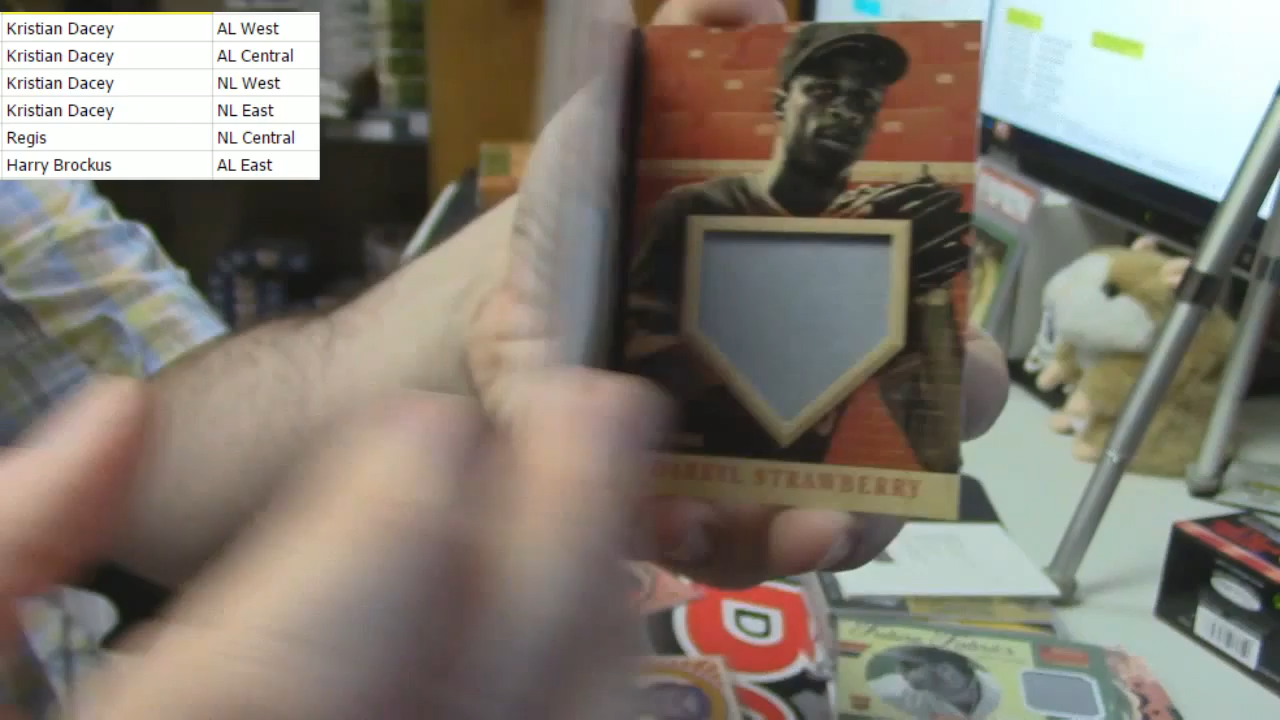 Kristian Dacey AL West
Kristian Dacey AL Central
Kristian Dacey NL West
Kristian Dacey NL East
Regis NL Central
Harry Brockus AL East
STRAWBERRY
D